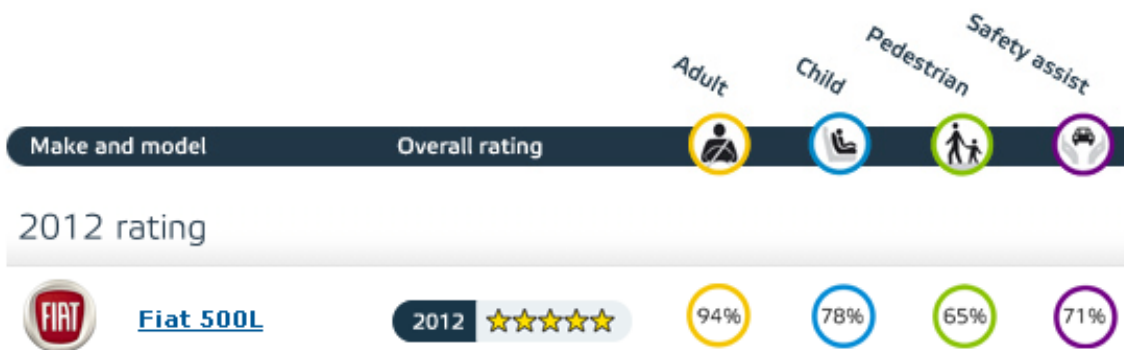 Adult Child Pedestrian Safety assist
Make and model Overall rating
2012 rating
FIAT Fiat 500L 2012 94% 78% 65% 71%